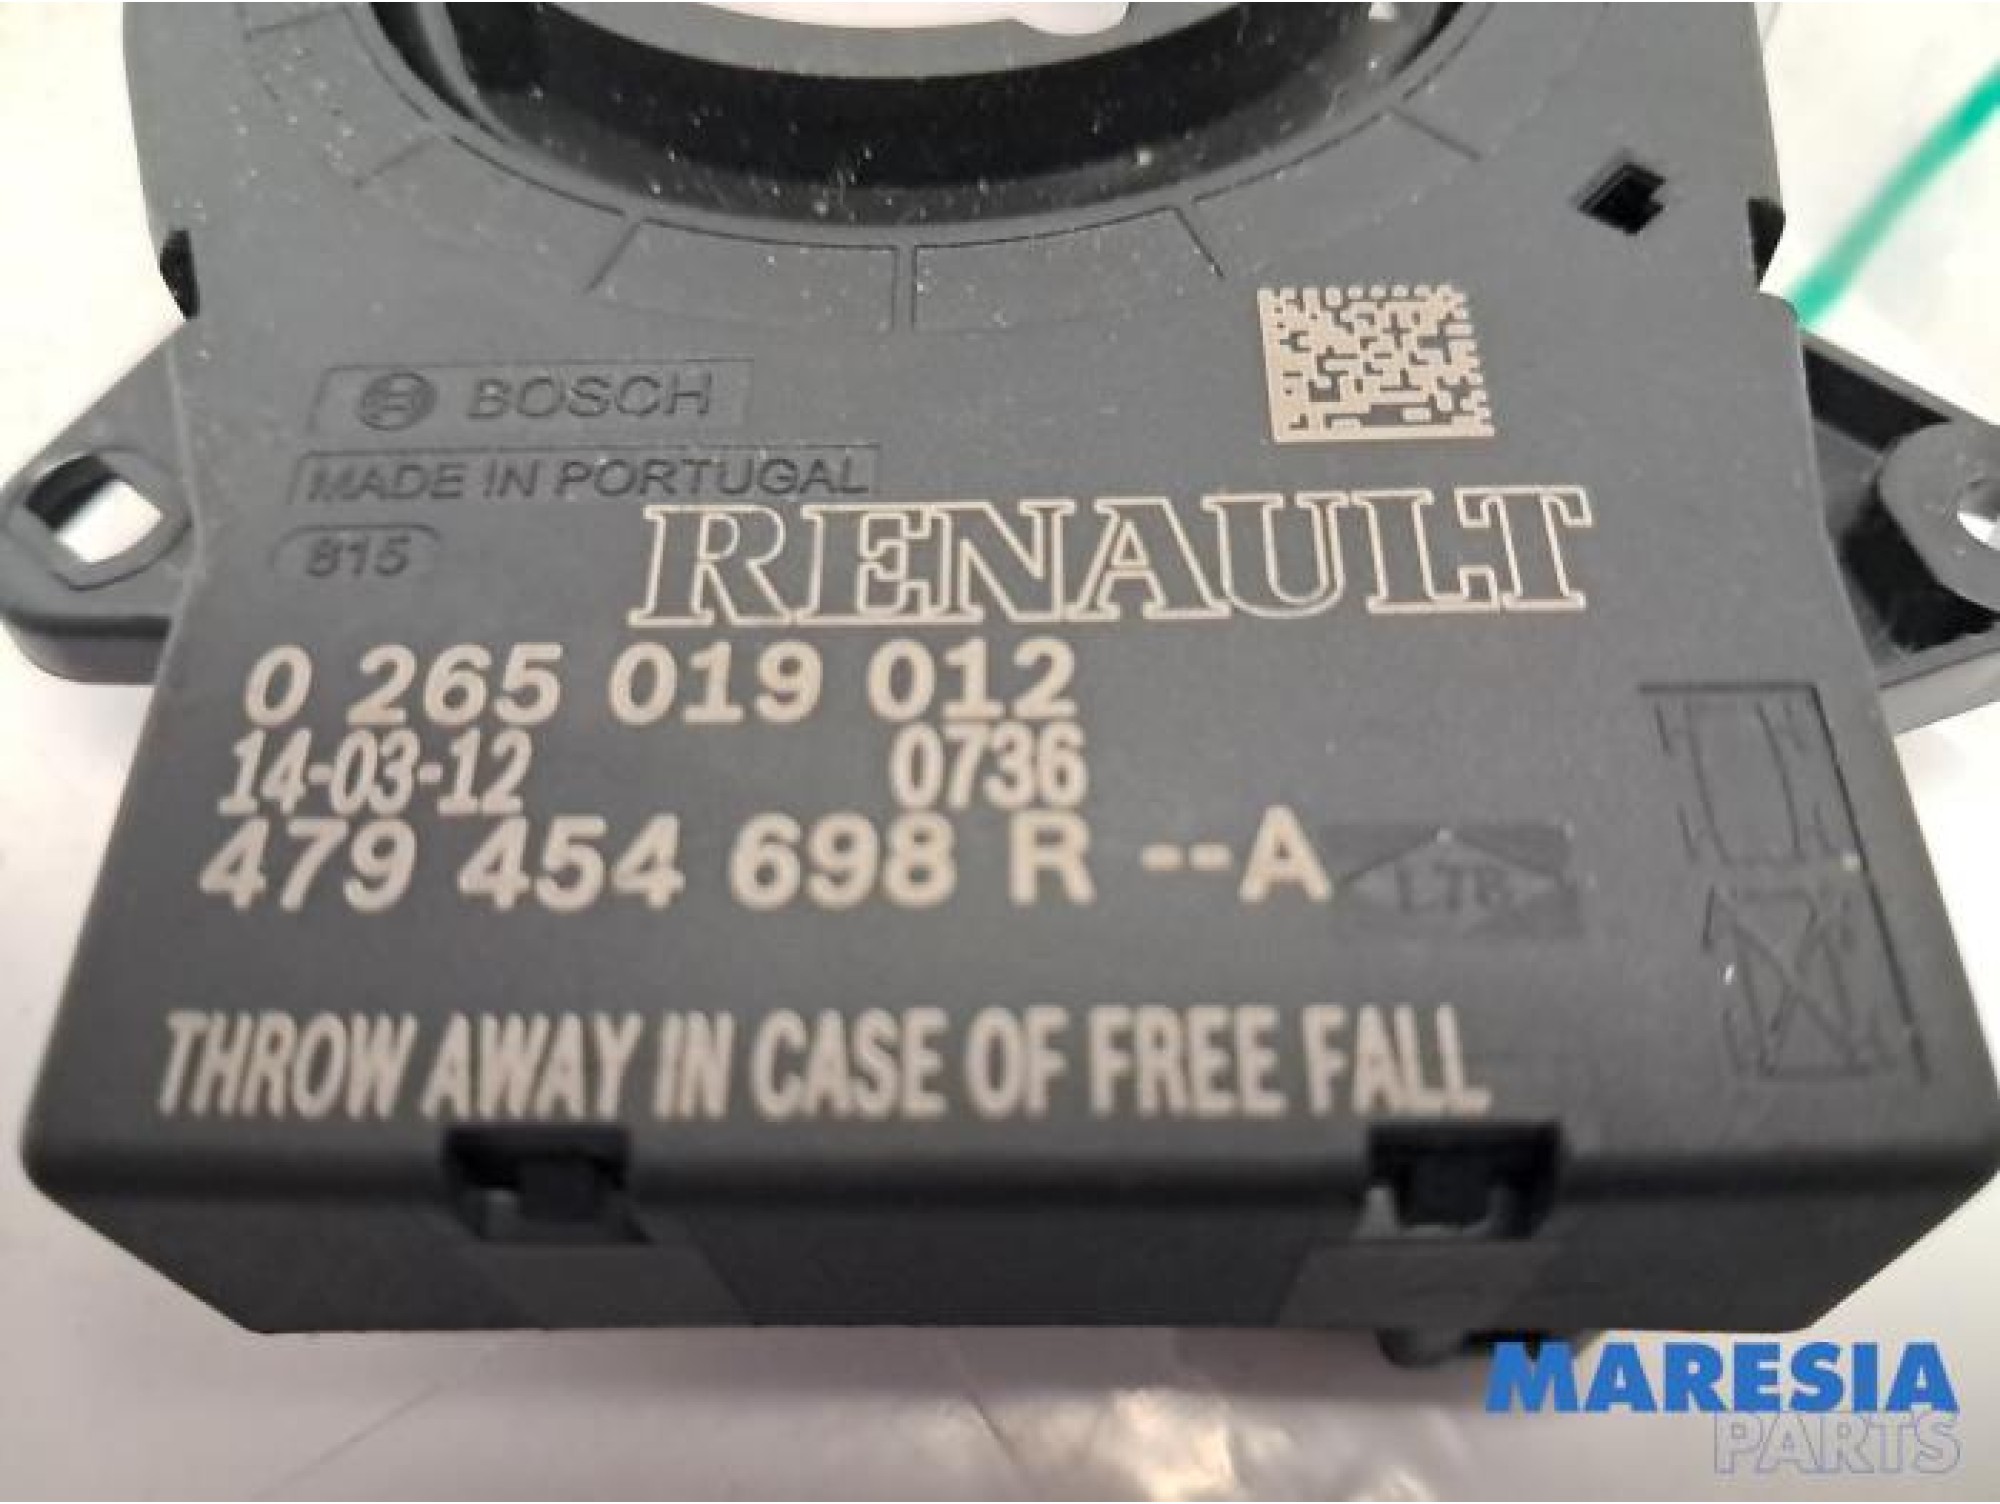 BOSCH
MADE IN PORTUGAL
815
RENAULT
0 265 019 012
14-03-12 0736
479 454 698 R --A
THROW AWAY IN CASE OF FREE FALL
MARESIA
PARTS